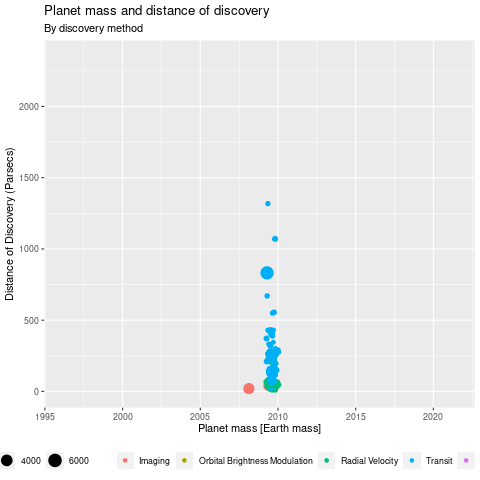 Planet mass and distance of discovery
By discovery method
Distance of Discovery (Parsecs)
2000
1500
1000
500
0
1995
2000
2005
2010
2015
2020
Planet mass [Earth mass]
4000
6000
Imaging
Orbital Brightness Modulation
Radial Velocity
Transit